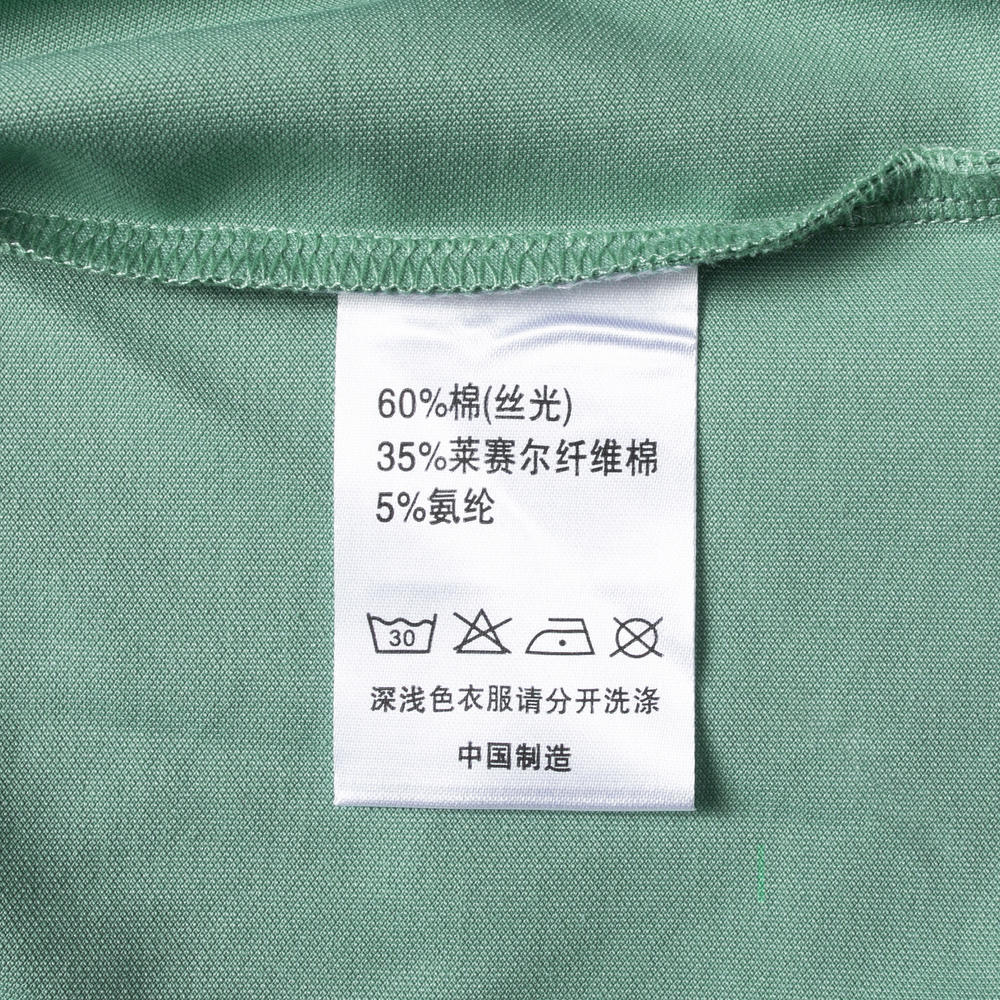 60%棉(丝光)
35%莱赛尔纤维棉
5%氨纶
30
深浅色衣服请分开洗涤
中国制造